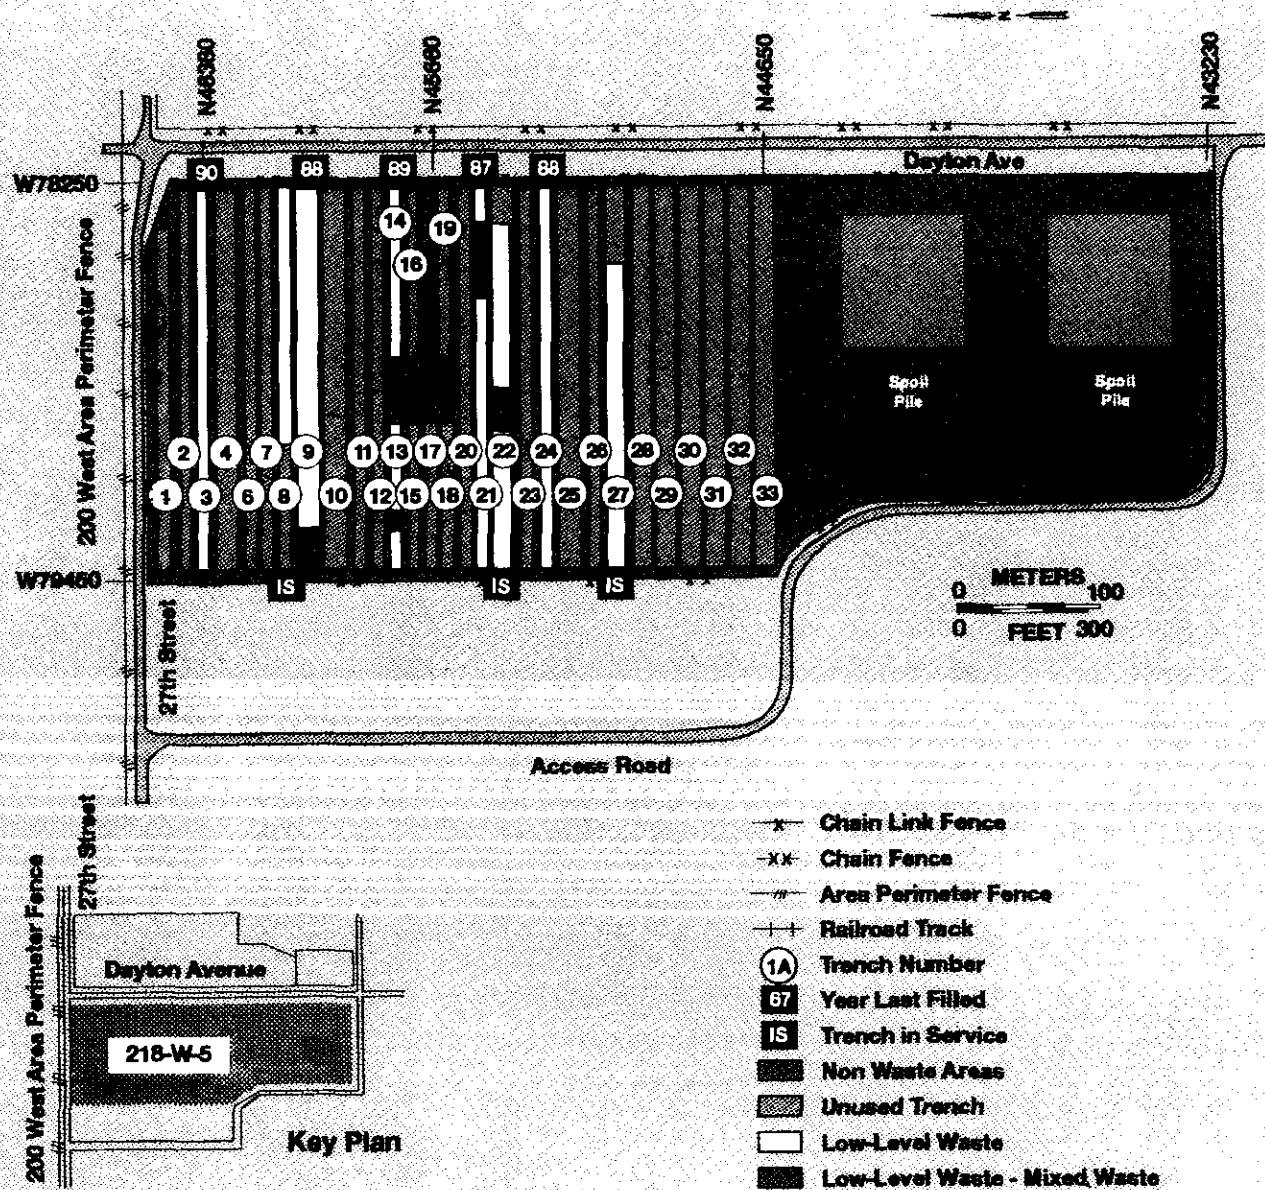 z
N46380
N45660
N44650
N43230
Dayton Ave
W78250
90
88
89
87
88
14
19
16
200 West Area Perimeter Fence
Spoil Pile
Spoil Pile
2
4
7
9
11
13
17
20
22
24
26
28
30
32
1
3
6
8
10
12
15
18
21
23
25
27
29
31
33
W79460
IS
IS
IS
27th Street
METERS
0
100
0
FEET
300
Access Road
27th Street
200 West Area Perimeter Fence
Dayton Avenue
218-W-5
Key Plan
x Chain Link Fence
xx Chain Fence
Area Perimeter Fence
Railroad Track
1A Trench Number
67 Year Last Filled
IS Trench in Service
Non Waste Areas
Unused Trench
Low-Level Waste
Low-Level Waste - Mixed Waste